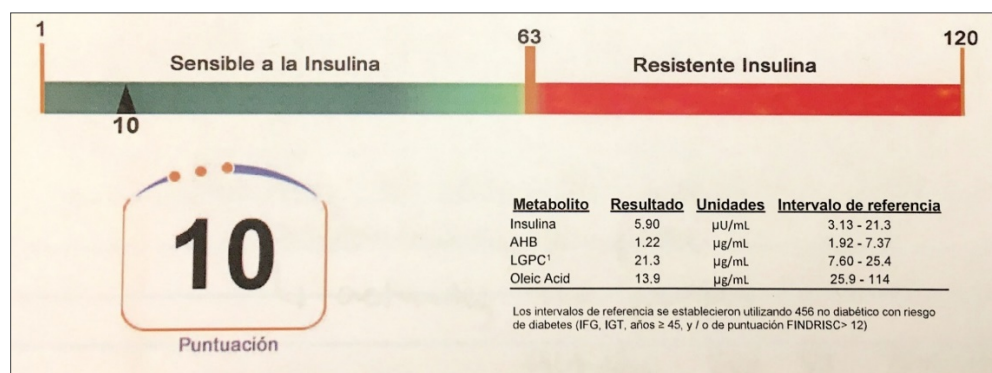 1 63 120
Sensible a la Insulina Resistente Insulina
10
10
Puntuación
Metabolito Resultado Unidades Intervalo de referencia
Insulina 5.90 µU/mL 3.13 - 21.3
AHB 1.22 µg/mL 1.92 - 7.37
LGPC¹ 21.3 µg/mL 7.60 - 25.4
Oleic Acid 13.9 µg/mL 25.9 - 114
Los intervalos de referencia se establecieron utilizando 456 no diabético con riesgo
de diabetes (IFG, IGT, años ≥ 45, y / o de puntuación FINDRISC> 12)